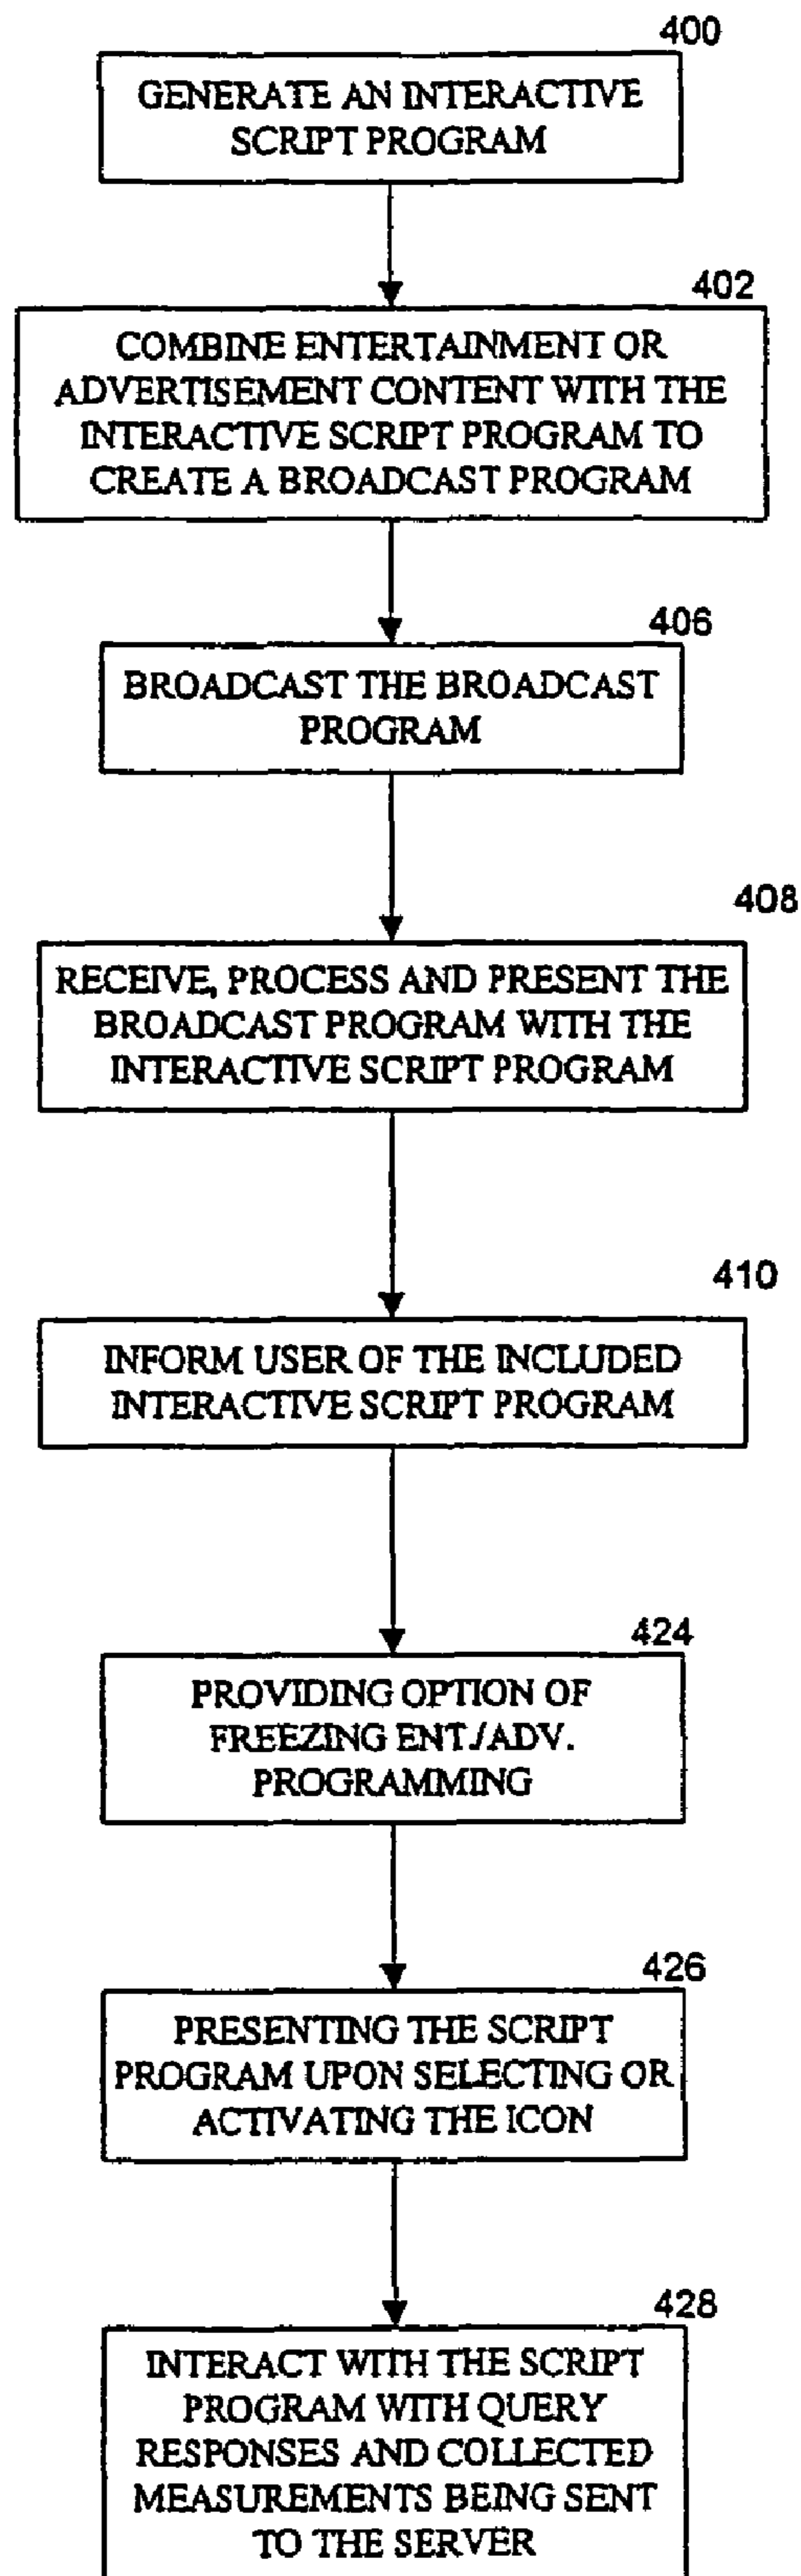 400
GENERATE AN INTERACTIVE
SCRIPT PROGRAM
402
COMBINE ENTERTAINMENT OR
ADVERTISEMENT CONTENT WITH THE
INTERACTIVE SCRIPT PROGRAM TO
CREATE A BROADCAST PROGRAM
406
BROADCAST THE BROADCAST
PROGRAM
408
RECEIVE, PROCESS AND PRESENT THE
BROADCAST PROGRAM WITH THE
INTERACTIVE SCRIPT PROGRAM
410
INFORM USER OF THE INCLUDED
INTERACTIVE SCRIPT PROGRAM
424
PROVIDING OPTION OF
FREEZING ENT./ADV.
PROGRAMMING
426
PRESENTING THE SCRIPT
PROGRAM UPON SELECTING OR
ACTIVATING THE ICON
428
INTERACT WITH THE SCRIPT
PROGRAM WITH QUERY
RESPONSES AND COLLECTED
MEASUREMENTS BEING SENT
TO THE SERVER